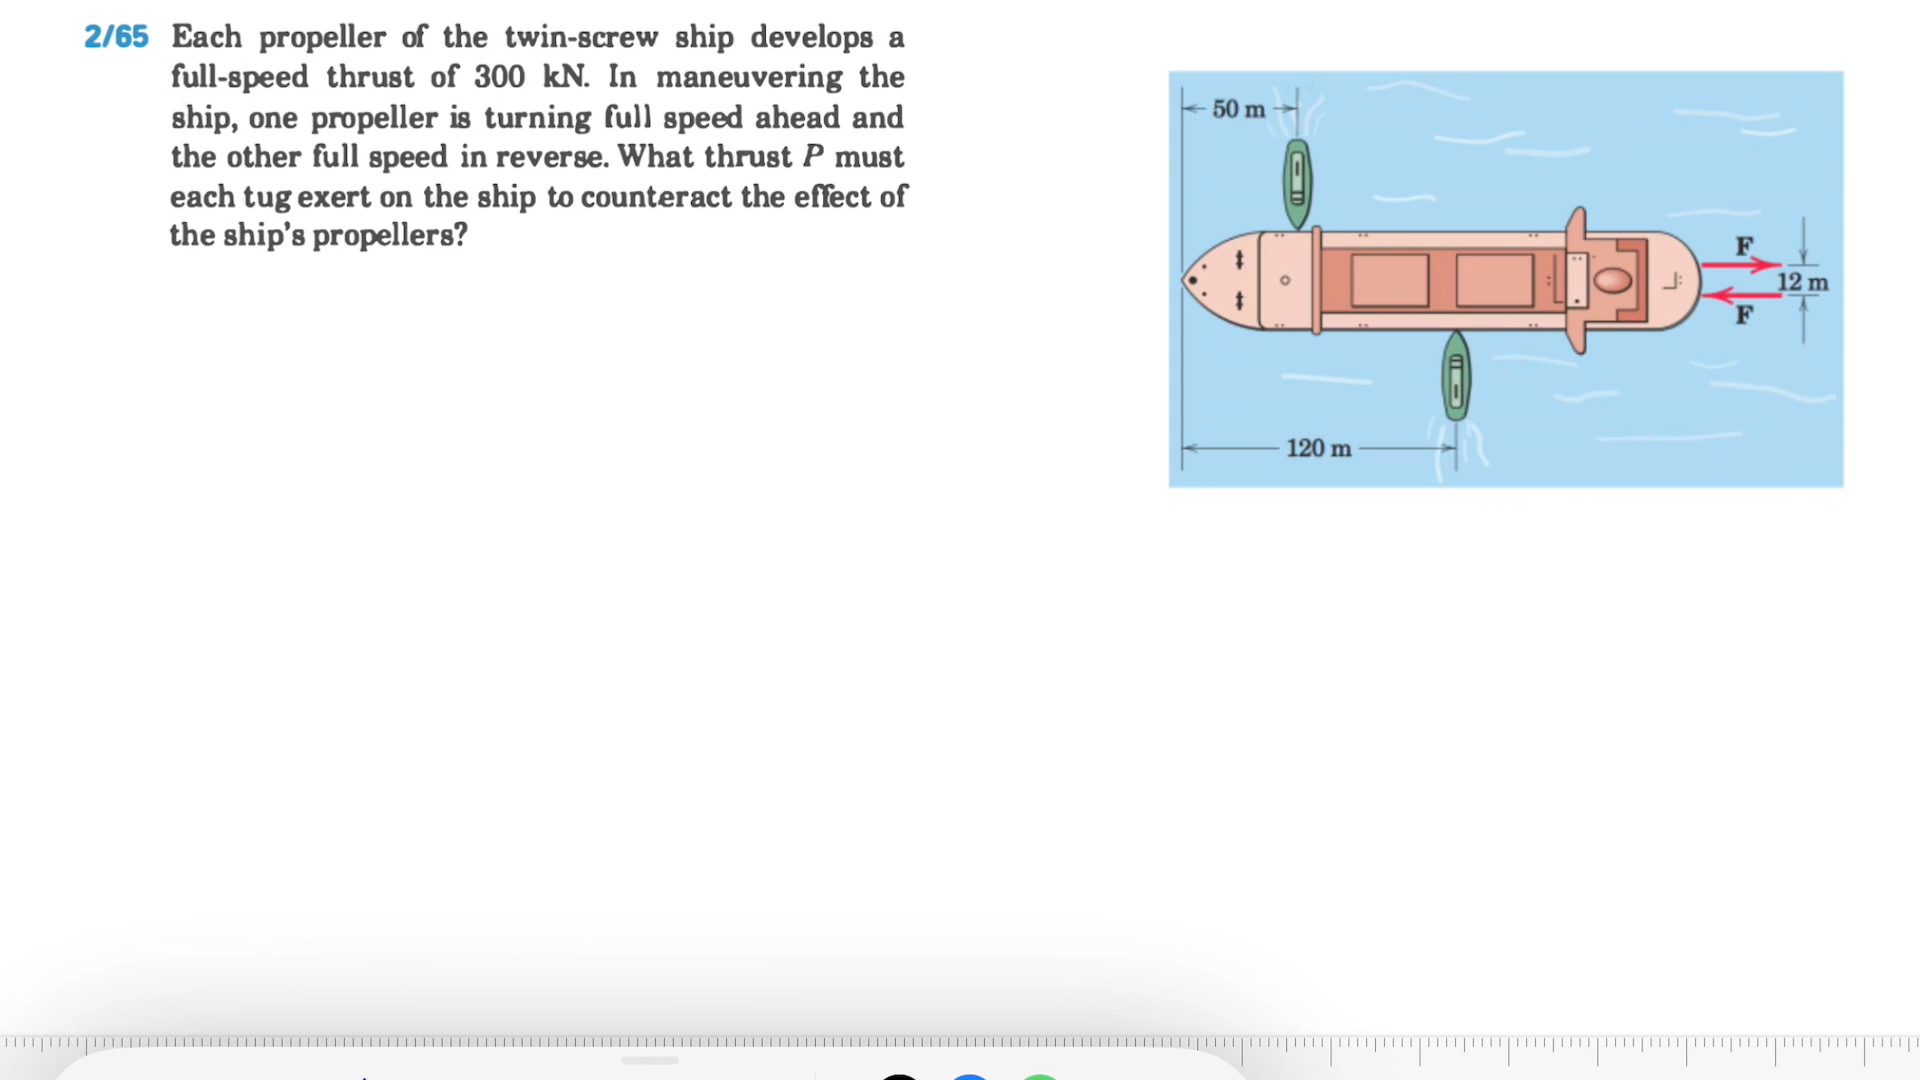 2/65 Each propeller of the twin-screw ship develops a
full-speed thrust of 300 kN. In maneuvering the
ship, one propeller is turning full speed ahead and
the other full speed in reverse. What thrust P must
each tug exert on the ship to counteract the effect of
the ship's propellers?
50 m
F
12 m
F
120 m